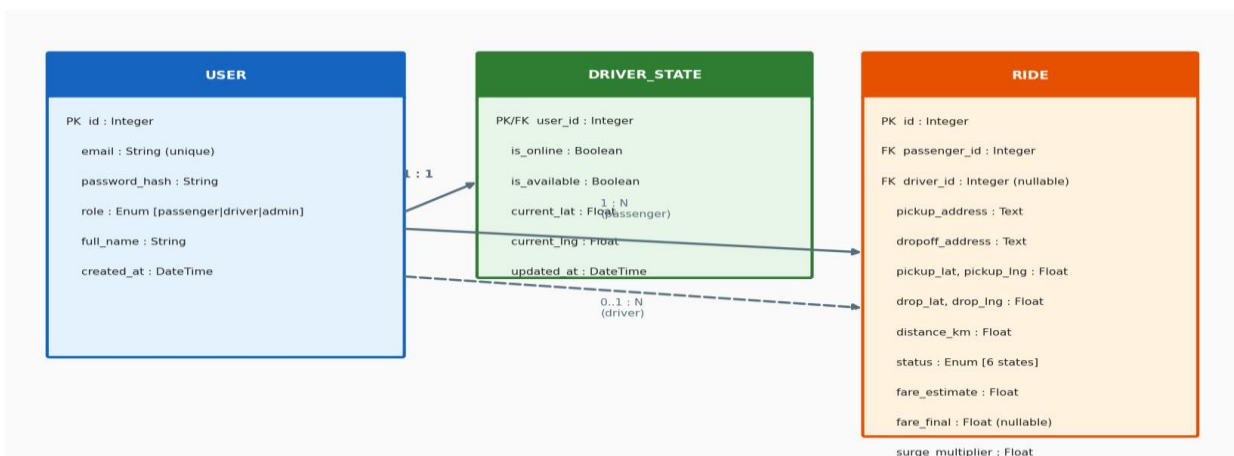 USER
PK id : Integer
email : String (unique)
password_hash : String
role : Enum [passenger|driver|admin]
full_name : String
created_at : DateTime
1 : 1
DRIVER_STATE
PK/FK user_id : Integer
is_online : Boolean
is_available : Boolean
current_lat : Float
current_lng : Float
updated_at : DateTime
1 : N
(passenger)
0..1 : N
(driver)
RIDE
PK id : Integer
FK passenger_id : Integer
FK driver_id : Integer (nullable)
pickup_address : Text
dropoff_address : Text
pickup_lat, pickup_lng : Float
drop_lat, drop_lng : Float
distance_km : Float
status : Enum [6 states]
fare_estimate : Float
fare_final : Float (nullable)
surge_multiplier : Float